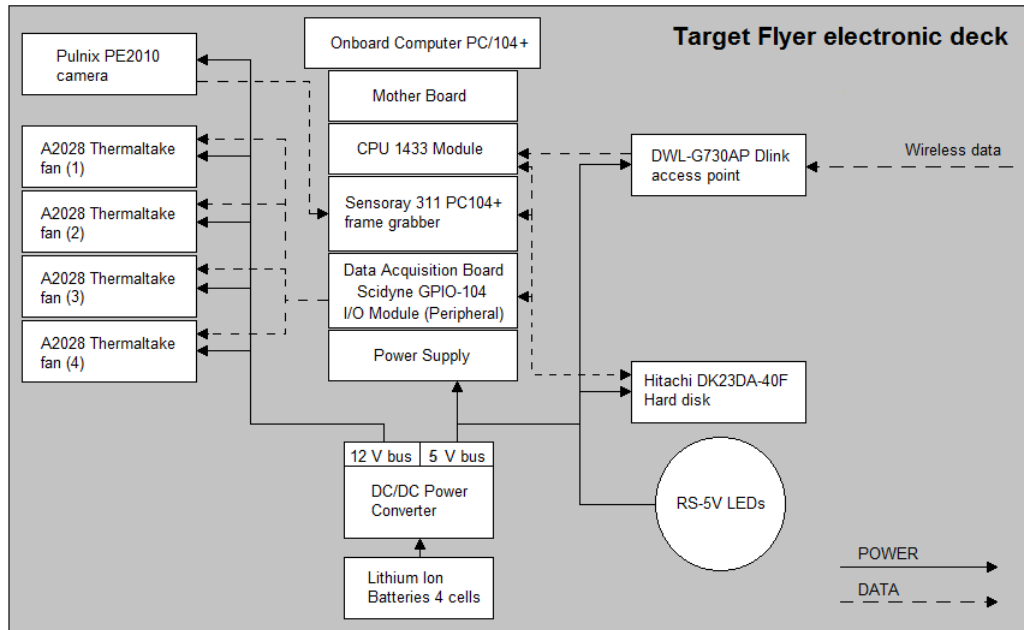 Target Flyer electronic deck
Pulnix PE2010
camera
Onboard Computer PC/104+
Mother Board
A2028 Thermaltake
fan (1)
CPU 1433 Module
DWL-G730AP Dlink
access point
Wireless data
A2028 Thermaltake
fan (2)
Sensoray 311 PC104+
frame grabber
A2028 Thermaltake
fan (3)
Data Acquisition Board
Scidyne GPIO-104
I/O Module (Peripheral)
A2028 Thermaltake
fan (4)
Power Supply
Hitachi DK23DA-40F
Hard disk
12 V bus
5 V bus
DC/DC Power
Converter
RS-5V LEDs
Lithium Ion
Batteries 4 cells
POWER
DATA